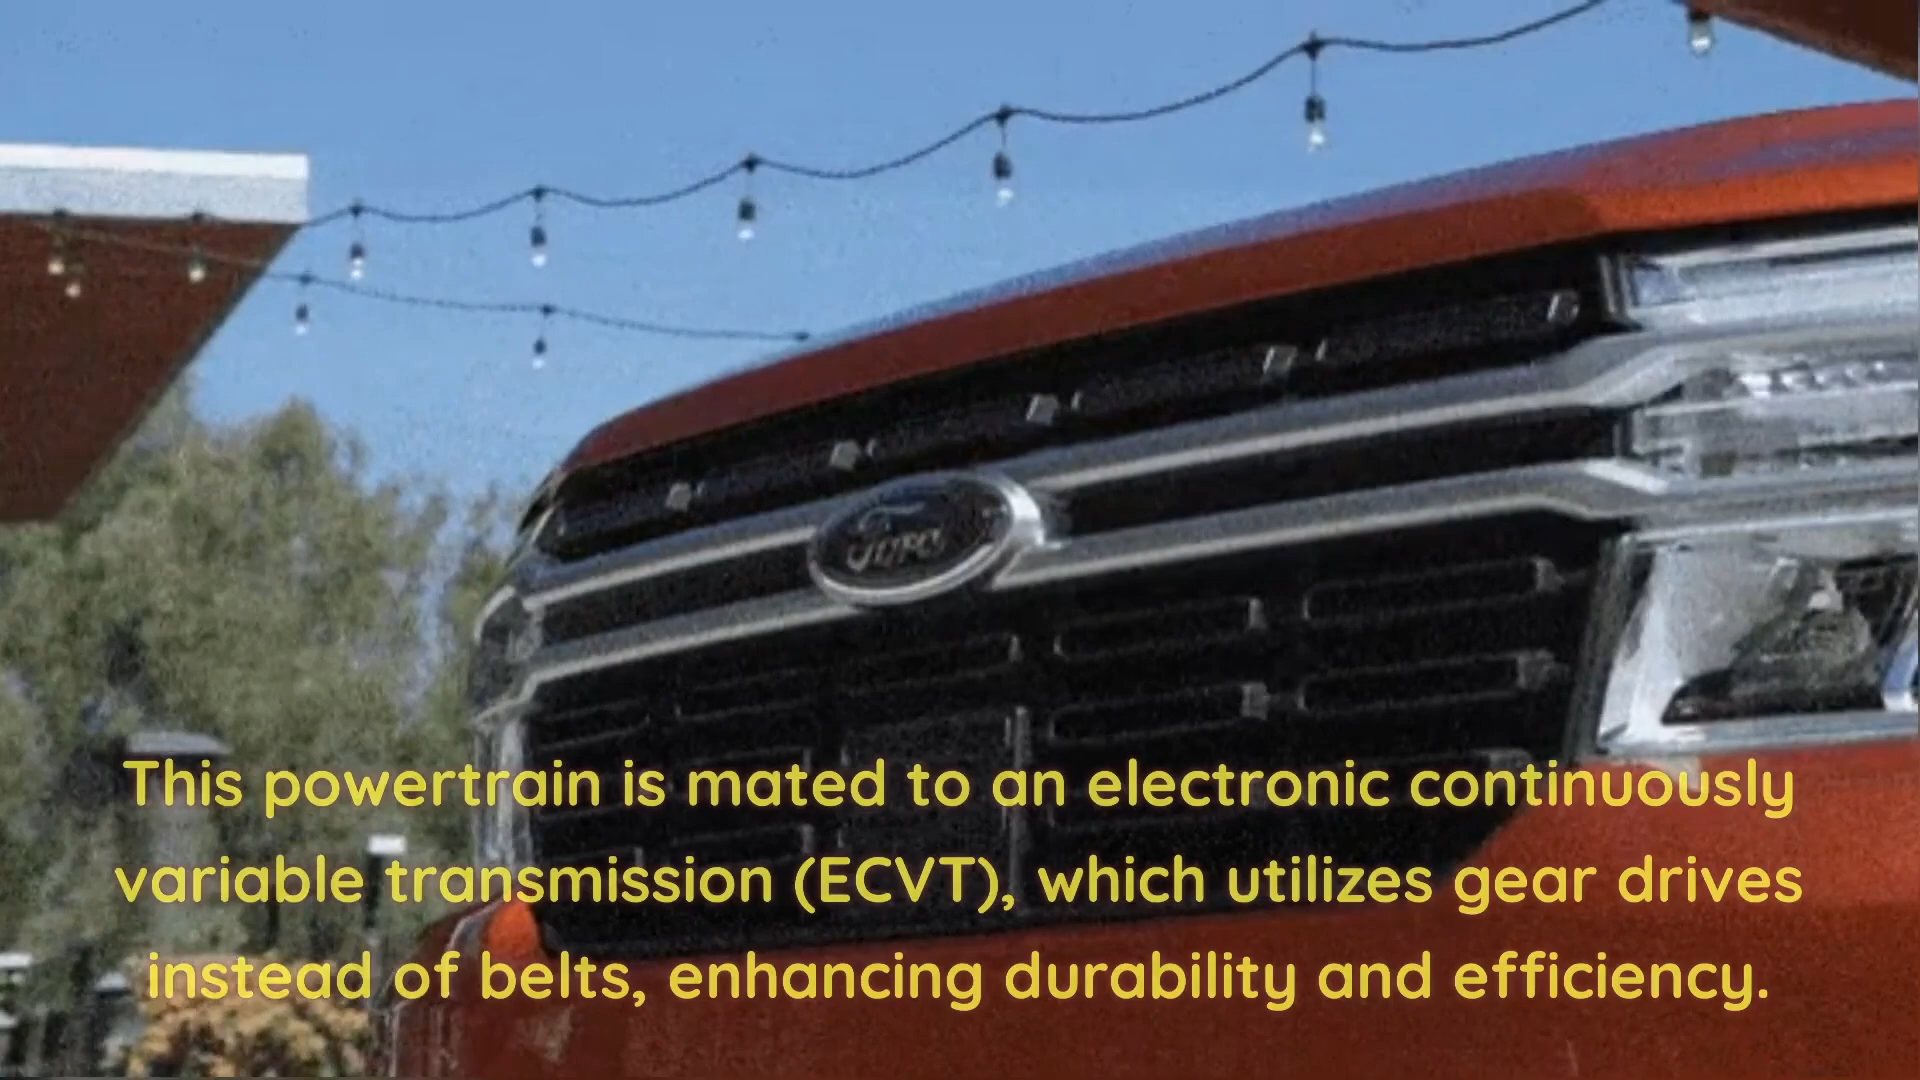 Ford
This powertrain is mated to an electronic continuously
variable transmission (ECVT), which utilizes gear drives
instead of belts, enhancing durability and efficiency.